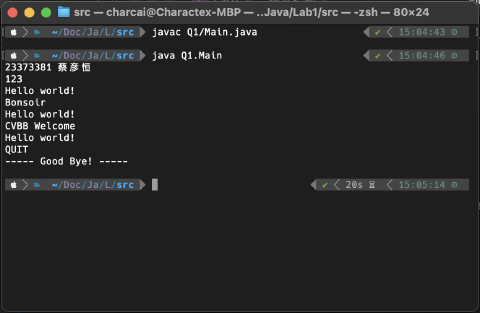 src — charcai@Charactex-MBP — ..Java/Lab1/src — -zsh — 80×24
~/Doc/Ja/L/src javac Q1/Main.java ✔ 15:04:43
~/Doc/Ja/L/src java Q1.Main ✔ 15:04:46
23373381 蔡彦恒
123
Hello world!
Bonsoir
Hello world!
CVBB Welcome
Hello world!
QUIT
----- Good Bye! -----
~/Doc/Ja/L/src ✔ 20s 15:05:14